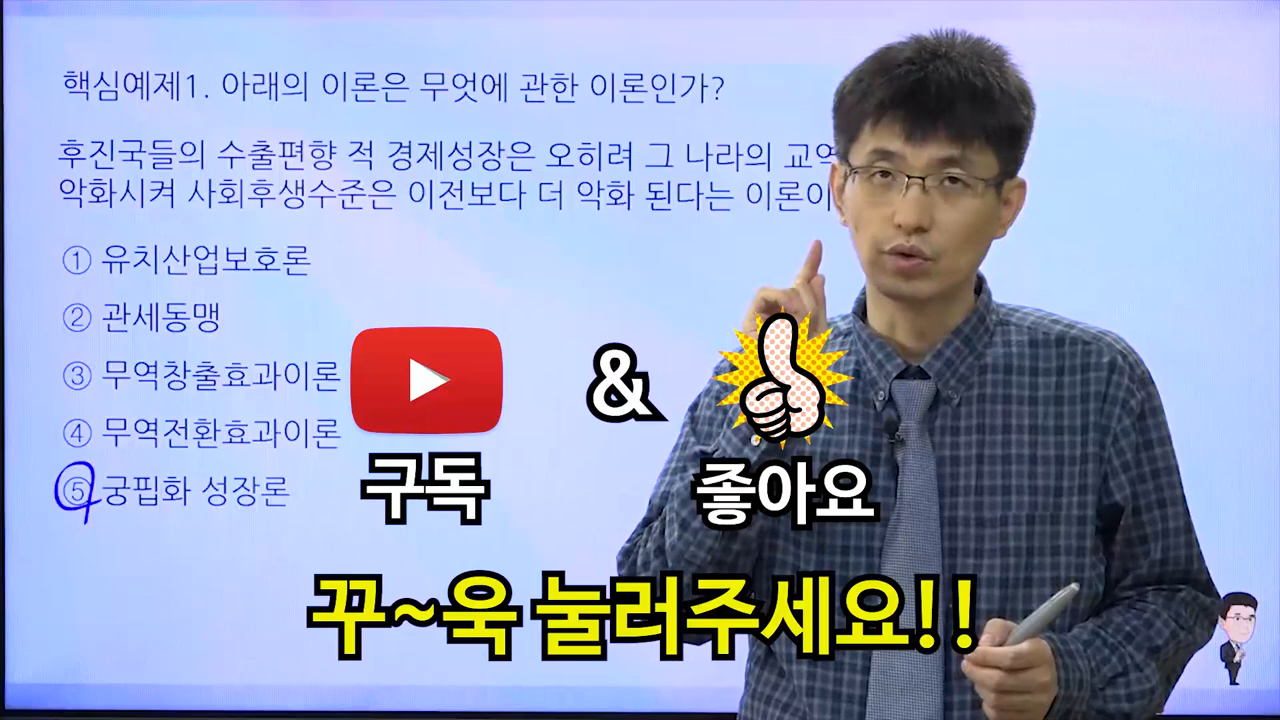 핵심예제1. 아래의 이론은 무엇에 관한 이론인가?
후진국들의 수출편향 적 경제성장은 오히려 그 나라의
악화시켜 사회후생수준은 이전보다 더 악화 된다는
① 유치산업보호론
② 관세동맹
③ 무역창출효과이론
④ 무역전환효과이론
⑤ 궁핍화 성장론
&
구독
좋아요
꾸~욱 눌러주세요!!